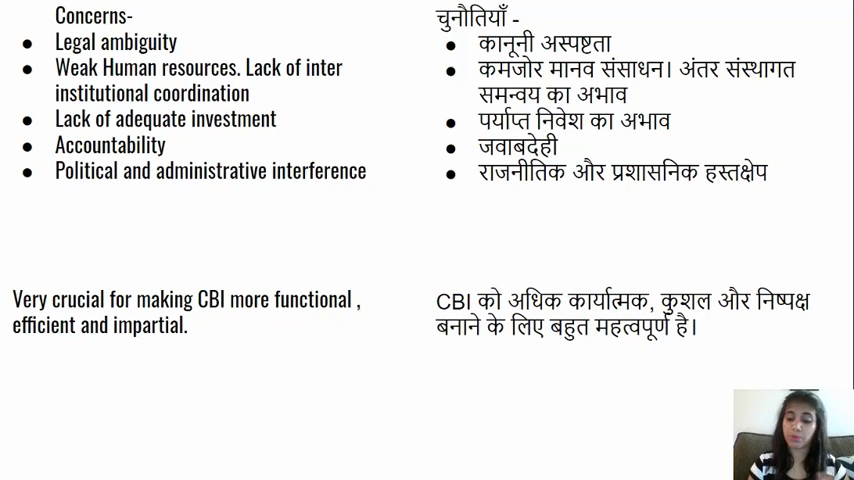 Concerns-
● Legal ambiguity
● Weak Human resources. Lack of inter
institutional coordination
● Lack of adequate investment
● Accountability
● Political and administrative interference
Very crucial for making CBI more functional ,
efficient and impartial.
चुनौतियाँ -
● कानूनी अस्पष्टता
● कमजोर मानव संसाधन। अंतर संस्थागत
समन्वय का अभाव
● पर्याप्त निवेश का अभाव
● जवाबदेही
● राजनीतिक और प्रशासनिक हस्तक्षेप
CBI को अधिक कार्यात्मक, कुशल और निष्पक्ष
बनाने के लिए बहुत महत्वपूर्ण है।